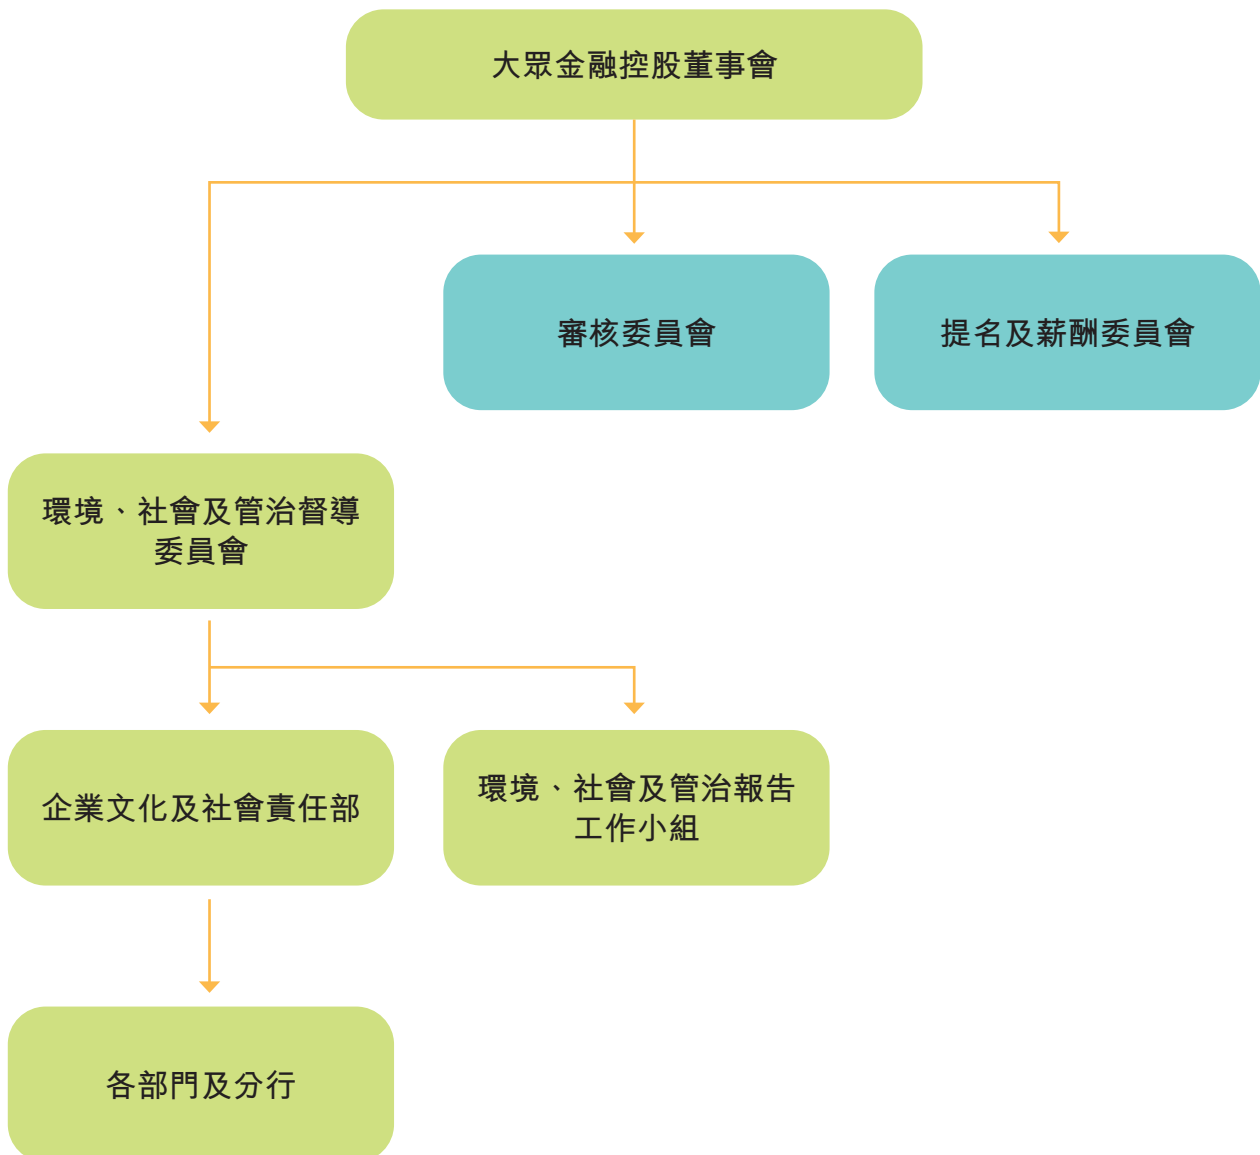 大眾金融控股董事會
審核委員會
提名及薪酬委員會
環境、社會及管治督導
委員會
企業文化及社會責任部
環境、社會及管治報告
工作小組
各部門及分行